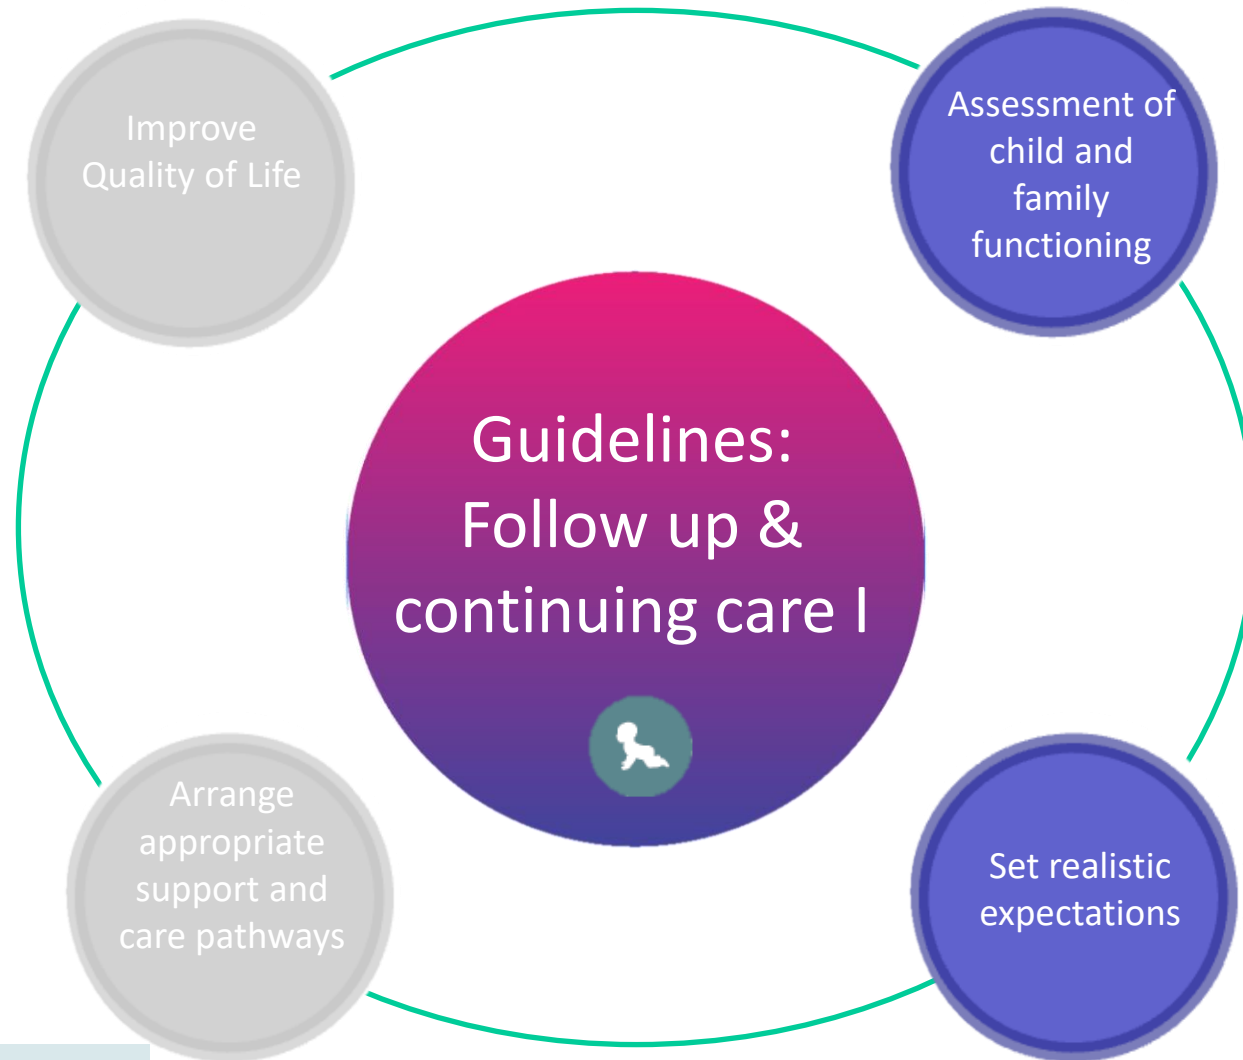 Improve
Quality of Life
Assessment of
child and
family
functioning
Guidelines:
Follow up &
continuing care I
Arrange
appropriate
support and
care pathways
Set realistic
expectations